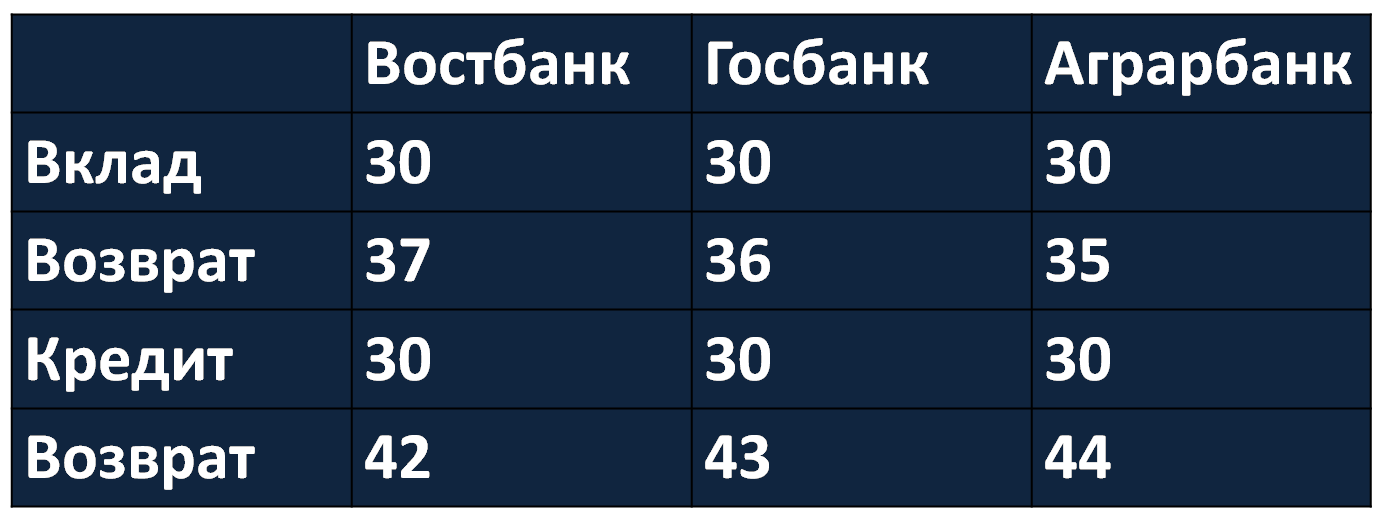 Востбанк Госбанк Аграрбанк
Вклад 30 30 30
Возврат 37 36 35
Кредит 30 30 30
Возврат 42 43 44